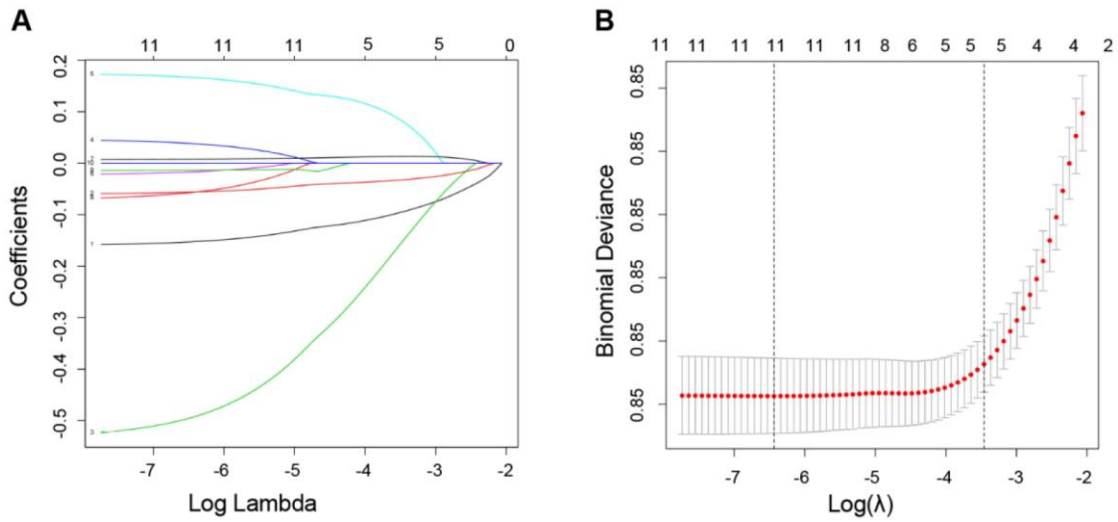 A
11 11 11 5 5 0
Coefficients
0.2
0.1
0.0
-0.1
-0.2
-0.3
-0.4
-0.5
4
1
3
-7 -6 -5 -4 -3 -2
Log Lambda
B
11 11 11 11 11 11 8 6 5 5 5 4 4 2
Binomial Deviance
0.85
0.85
0.85
0.85
0.85
0.85
-7 -6 -5 -4 -3 -2
Log(λ)